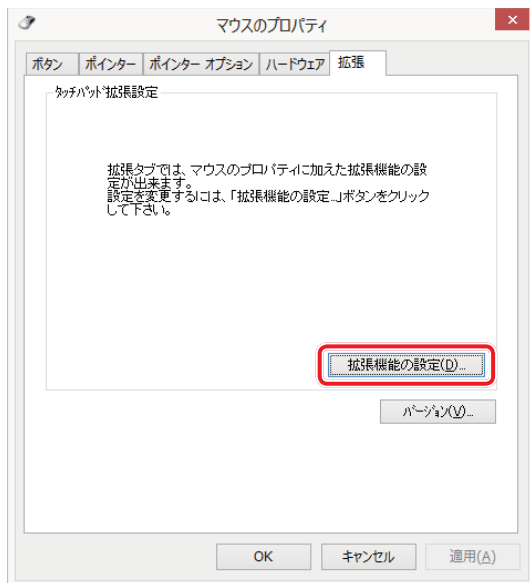 マウスのプロパティ
ボタン ポインター ポインター オプション ハードウェア 拡張
ﾀｯﾁﾊﾟｯﾄﾞ拡張設定
拡張タブでは、マウスのプロパティに加えた拡張機能の設
定が出来ます。
設定を変更するには、「拡張機能の設定...」ボタンをクリック
して下さい。
拡張機能の設定(D)...
ﾊﾞｰｼﾞｮﾝ(V)...
OK キャンセル 適用(A)